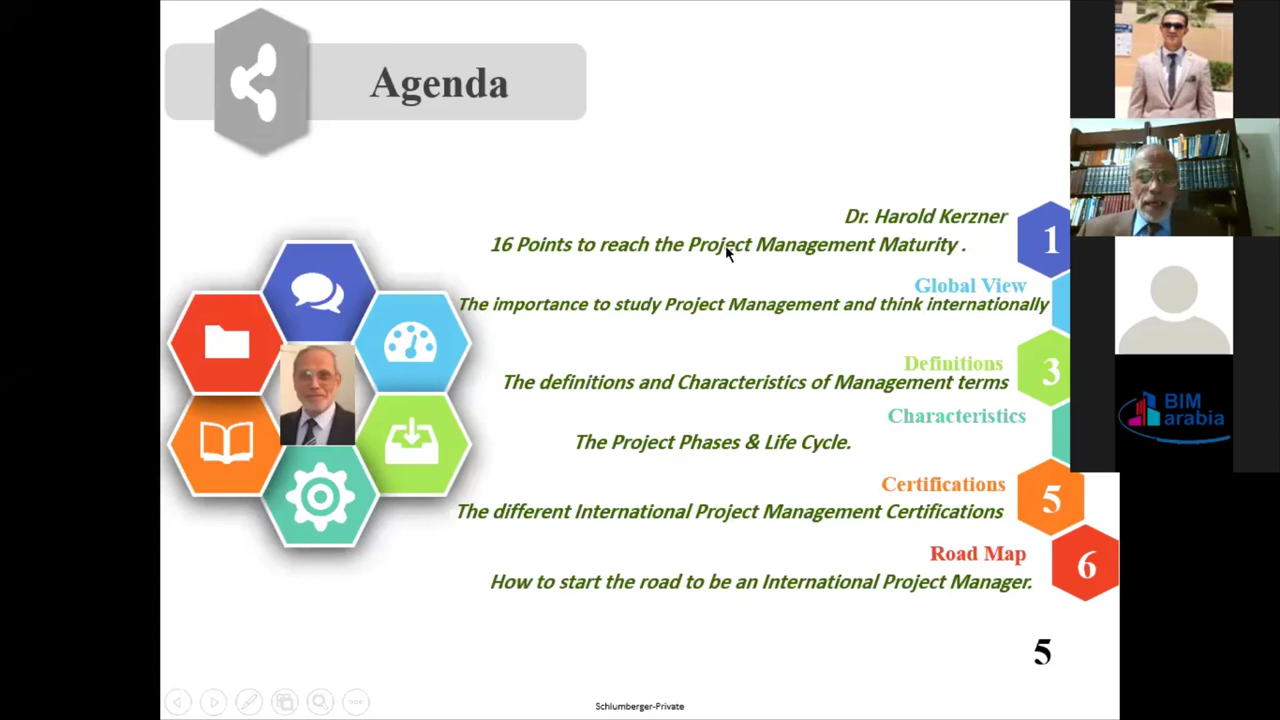 Agenda
Dr. Harold Kerzner
16 Points to reach the Project Management Maturity .
1
Global View
The importance to study Project Management and think internationally
Definitions
The definitions and Characteristics of Management terms
3
Characteristics
The Project Phases & Life Cycle.
Certifications
The different International Project Management Certifications
5
Road Map
How to start the road to be an International Project Manager.
6
5
Schlumberger-Private
BIM
arabia